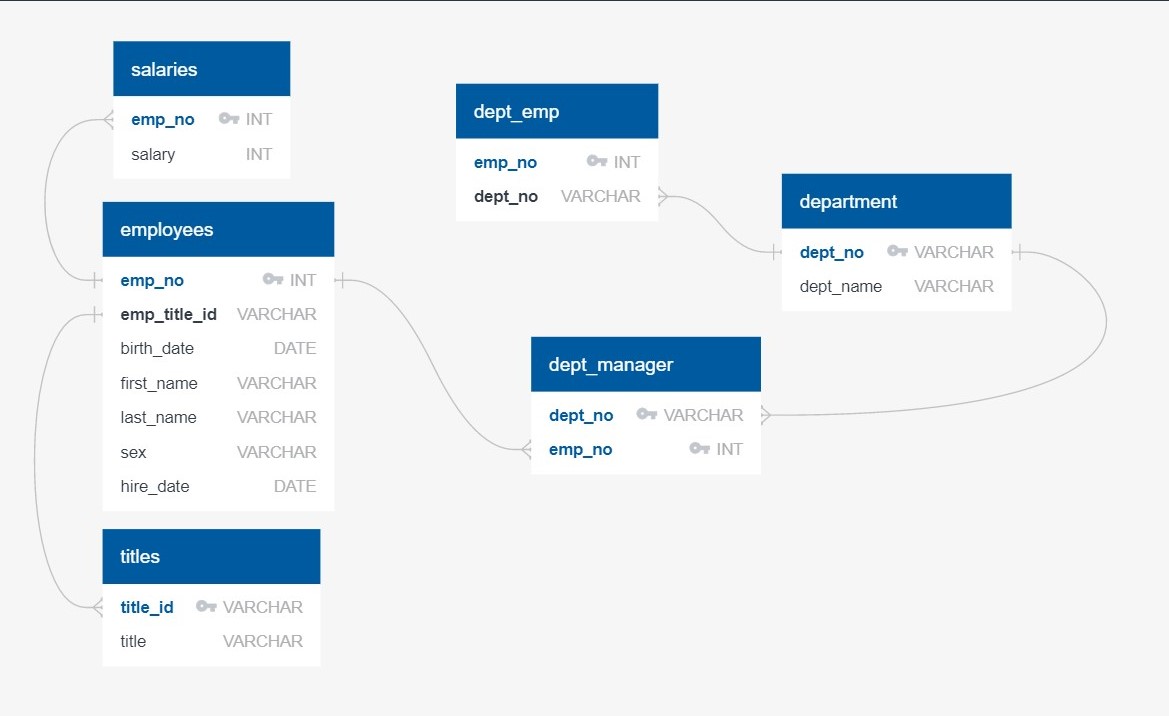 salaries
emp_no INT
salary INT
employees
emp_no INT
emp_title_id VARCHAR
birth_date DATE
first_name VARCHAR
last_name VARCHAR
sex VARCHAR
hire_date DATE
titles
title_id VARCHAR
title VARCHAR
dept_emp
emp_no INT
dept_no VARCHAR
dept_manager
dept_no VARCHAR
emp_no INT
department
dept_no VARCHAR
dept_name VARCHAR